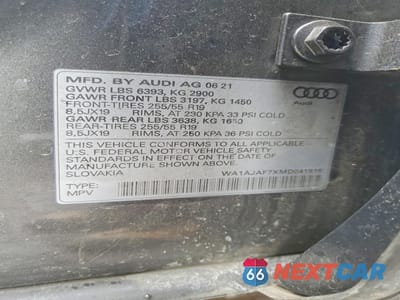 MFD. BY AUDI AG 06 21
GVWR LBS 6393, KG 2900
GAWR FRONT LBS 3197, KG 1450
FRONT-TIRES 255/55 R19
8,5JX19 RIMS, AT 230 KPA 33 PSI COLD
GAWR REAR LBS 3638, KG 1650
REAR-TIRES 255/55 R19
8,5JX19 RIMS, AT 250 KPA 36 PSI COLD
THIS VEHICLE CONFORMS TO ALL APPLICABLE
U.S. FEDERAL MOTOR VEHICLE SAFETY
STANDARDS IN EFFECT ON THE DATE OF
MANUFACTURE SHOWN ABOVE.
SLOVAKIA
TYPE:
MPV
Audi
66 NEXTCAR